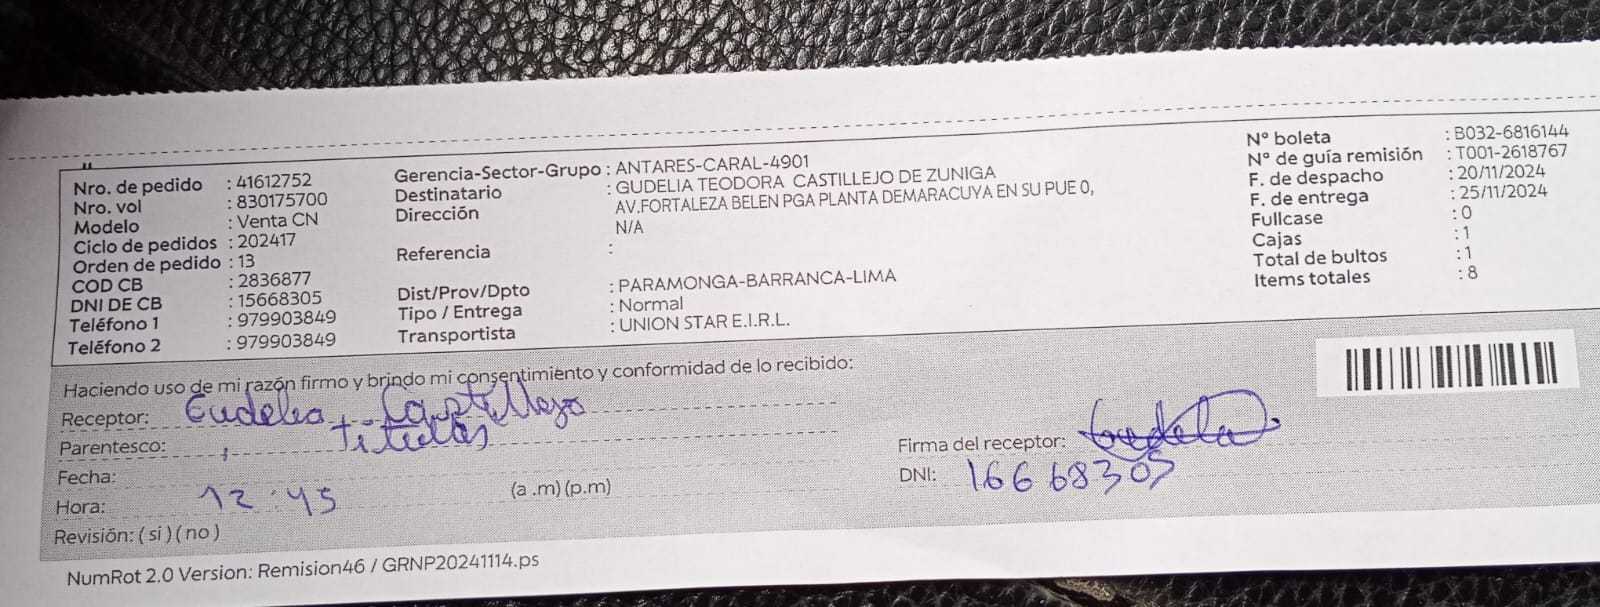 Nro. de pedido : 41612752
Nro. vol : 830175700
Modelo : Venta CN
Ciclo de pedidos : 202417
Orden de pedido : 13
COD CB : 2836877
DNI DE CB : 15668305
Teléfono 1 : 979903849
Teléfono 2 : 979903849
Gerencia-Sector-Grupo : ANTARES-CARAL-4901
Destinatario : GUDELIA TEODORA CASTILLEJO DE ZUNIGA
Dirección AV.FORTALEZA BELEN PGA PLANTA DEMARACUYA EN SU PUE 0,
N/A
Referencia :
Dist/Prov/Dpto : PARAMONGA-BARRANCA-LIMA
Tipo / Entrega : Normal
Transportista : UNION STAR E.I.R.L.
N° boleta : B032-6816144
N° de guía remisión : T001-2618767
F. de despacho : 20/11/2024
F. de entrega : 25/11/2024
Fullcase : 0
Cajas : 1
Total de bultos : 1
Items totales : 8
Haciendo uso de mi razón firmo y brindo mi consentimiento y conformidad de lo recibido:
Receptor: Gudelia Castillejo
Parentesco:
Fecha:
Hora: 12:45 (a .m) (p.m)
Revisión: ( si ) ( no )
Firma del receptor: Gudelia
DNI: 16668305
NumRot 2.0 Version: Remision46 / GRNP20241114.ps